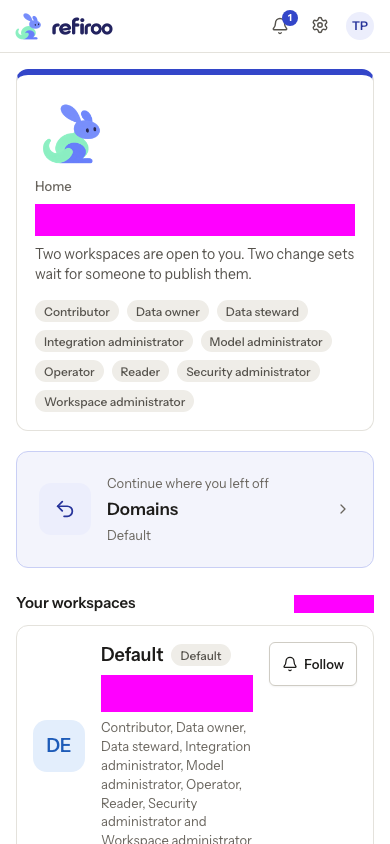 refiroo
1
TP
Home
Two workspaces are open to you. Two change sets
wait for someone to publish them.
Contributor
Data owner
Data steward
Integration administrator
Model administrator
Operator
Reader
Security administrator
Workspace administrator
Continue where you left off
Domains
Default
Your workspaces
Default
Default
Follow
DE
Contributor, Data owner,
Data steward, Integration
administrator, Model
administrator, Operator,
Reader, Security
administrator and
Workspace administrator